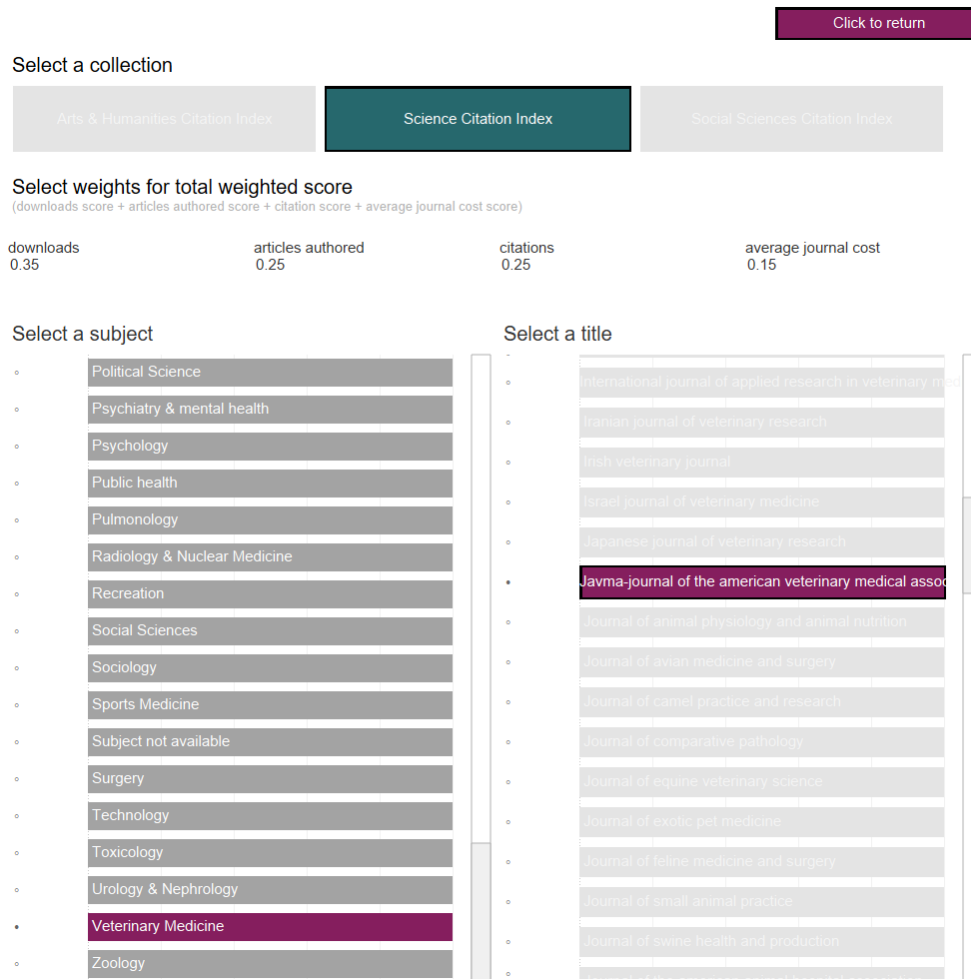 Click to return
Select a collection
Arts & Humanities Citation Index
Science Citation Index
Social Sciences Citation Index
Select weights for total weighted score
(downloads score + articles authored score + citation score + average journal cost score)
downloads
0.35
articles authored
0.25
citations
0.25
average journal cost
0.15
Select a subject
Political Science
Psychiatry & mental health
Psychology
Public health
Pulmonology
Radiology & Nuclear Medicine
Recreation
Social Sciences
Sociology
Sports Medicine
Subject not available
Surgery
Technology
Toxicology
Urology & Nephrology
Veterinary Medicine
Zoology
Select a title
International journal of applied research in veterinary med
Iranian journal of veterinary research
Irish veterinary journal
Israel journal of veterinary medicine
Japanese journal of veterinary research
Javma-journal of the american veterinary medical assoc
Journal of animal physiology and animal nutrition
Journal of avian medicine and surgery
Journal of camel practice and research
Journal of comparative pathology
Journal of equine veterinary science
Journal of exotic pet medicine
Journal of feline medicine and surgery
Journal of small animal practice
Journal of swine health and production